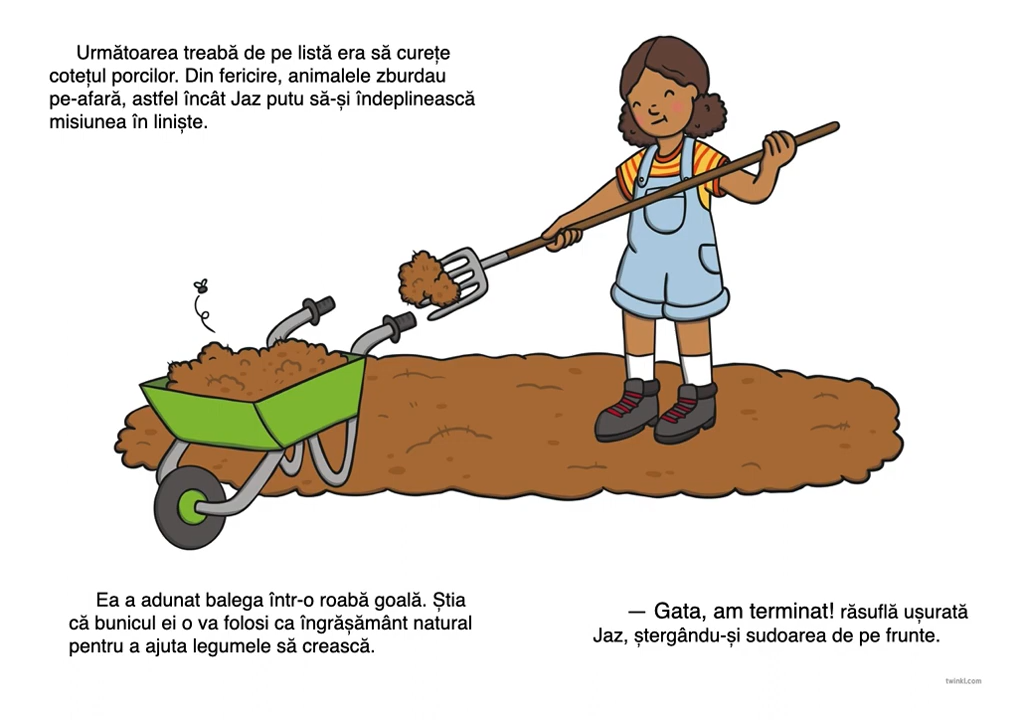 Următoarea treabă de pe listă era să curețe
cotețul porcilor. Din fericire, animalele zburdau
pe-afară, astfel încât Jaz putu să-și îndeplinească
misiunea în liniște.
Ea a adunat balega într-o roabă goală. Știa
că bunicul ei o va folosi ca îngrășământ natural
pentru a ajuta legumele să crească.
— Gata, am terminat! răsuflă ușurată
Jaz, ștergându-și sudoarea de pe frunte.
twinkl.com